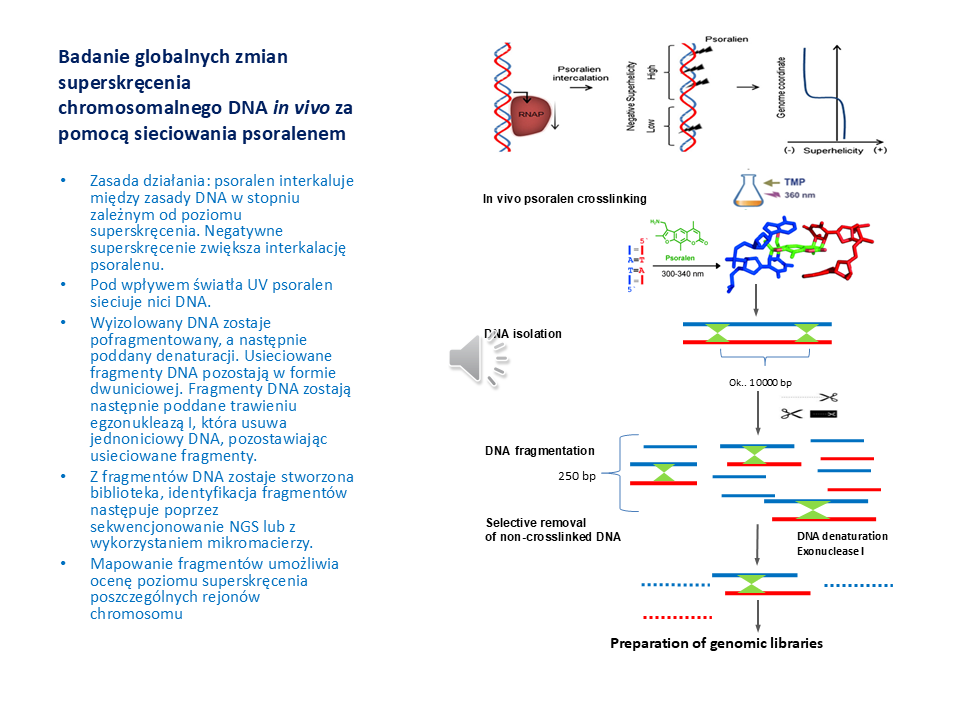 Badanie globalnych zmian
superskręcenia
chromosomalnego DNA in vivo za
pomocą sieciowania psoralenem
• Zasada działania: psoralen interkaluje
między zasady DNA w stopniu
zależnym od poziomu
superskręcenia. Negatywne
superskręcenie zwiększa interkalację
psoralenu.
• Pod wpływem światła UV psoralen
sieciuje nici DNA.
• Wyizolowany DNA zostaje
pofragmentowany, a następnie
poddany denaturacji. Usieciowane
fragmenty DNA pozostają w formie
dwuniciowej. Fragmenty DNA zostają
następnie poddane trawieniu
egzonukleazą I, która usuwa
jednoniciowy DNA, pozostawiając
usieciowane fragmenty.
• Z fragmentów DNA zostaje stworzona
biblioteka, identyfikacja fragmentów
następuje poprzez
sekwencjonowanie NGS lub z
wykorzystaniem mikromacierzy.
• Mapowanie fragmentów umożliwia
ocenę poziomu superskręcenia
poszczególnych rejonów
chromosomu
Psoralien
Psoralien
intercalation
RNAP
Negative Superhelicity
High
Low
Genome coordinate
(-) Superhelicity (+)
In vivo psoralen crosslinking
TMP
360 nm
H₂N
O
O
5`
I=I
A=T
T=A
I=I
5`
Psoralen
300-340 nm
DNA isolation
Ok.. 10000 bp
DNA fragmentation
250 bp
Selective removal
of non-crosslinked DNA
DNA denaturation
Exonuclease I
Preparation of genomic libraries